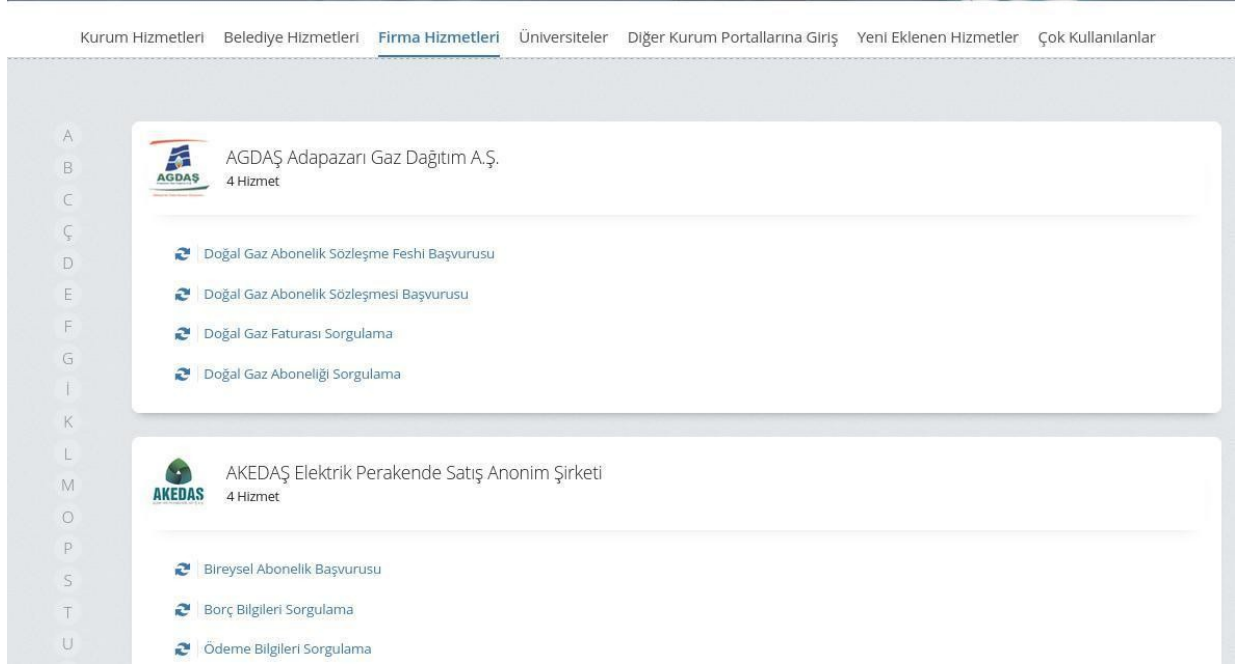 Kurum Hizmetleri Belediye Hizmetleri Firma Hizmetleri Üniversiteler Diğer Kurum Portallarına Giriş Yeni Eklenen Hizmetler Çok Kullanılanlar
A
B
C
Ç
D
E
F
G
İ
K
L
M
O
P
S
T
U
AGDAŞ
AGDAŞ Adapazarı Gaz Dağıtım A.Ş.
4 Hizmet
Doğal Gaz Abonelik Sözleşme Feshi Başvurusu
Doğal Gaz Abonelik Sözleşmesi Başvurusu
Doğal Gaz Faturası Sorgulama
Doğal Gaz Aboneliği Sorgulama
AKEDAS
AKEDAŞ Elektrik Perakende Satış Anonim Şirketi
4 Hizmet
Bireysel Abonelik Başvurusu
Borç Bilgileri Sorgulama
Ödeme Bilgileri Sorgulama